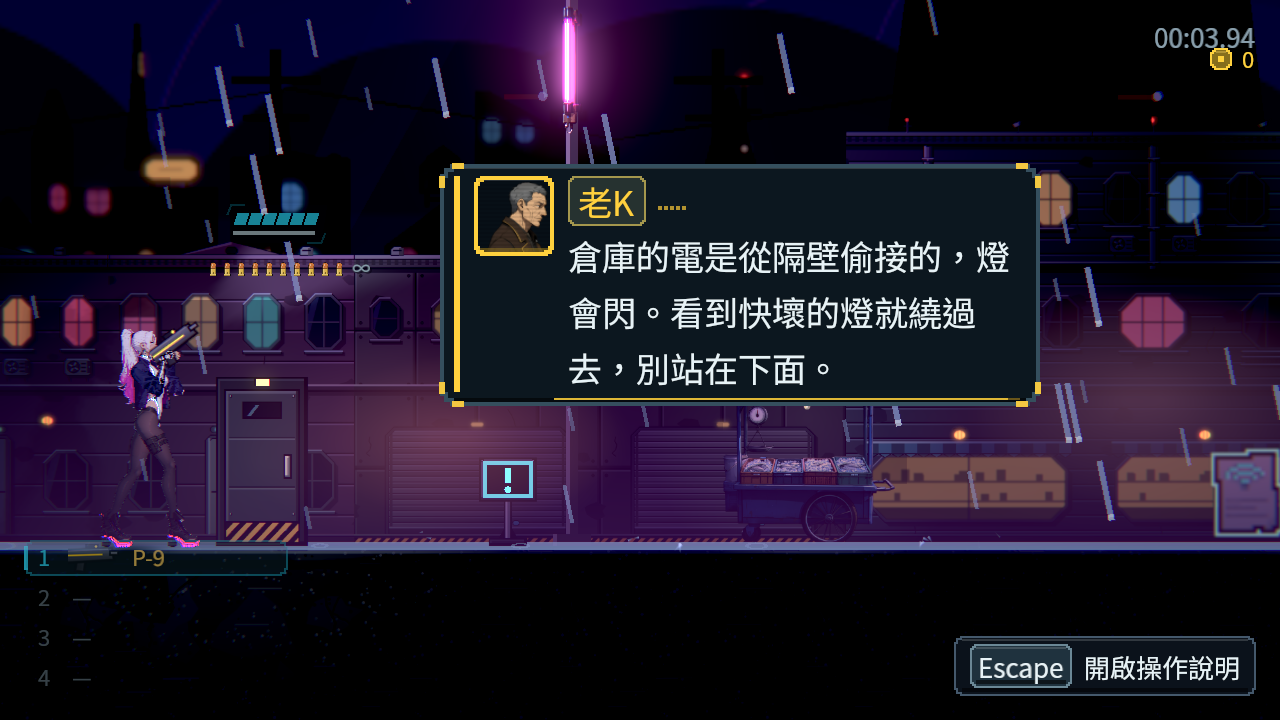 00:03.94
0
老K
倉庫的電是從隔壁偷接的，燈
會閃。看到快壞的燈就繞過
去，別站在下面。
∞
!
1 P-9
2 —
3 —
4 —
Escape 開啟操作說明